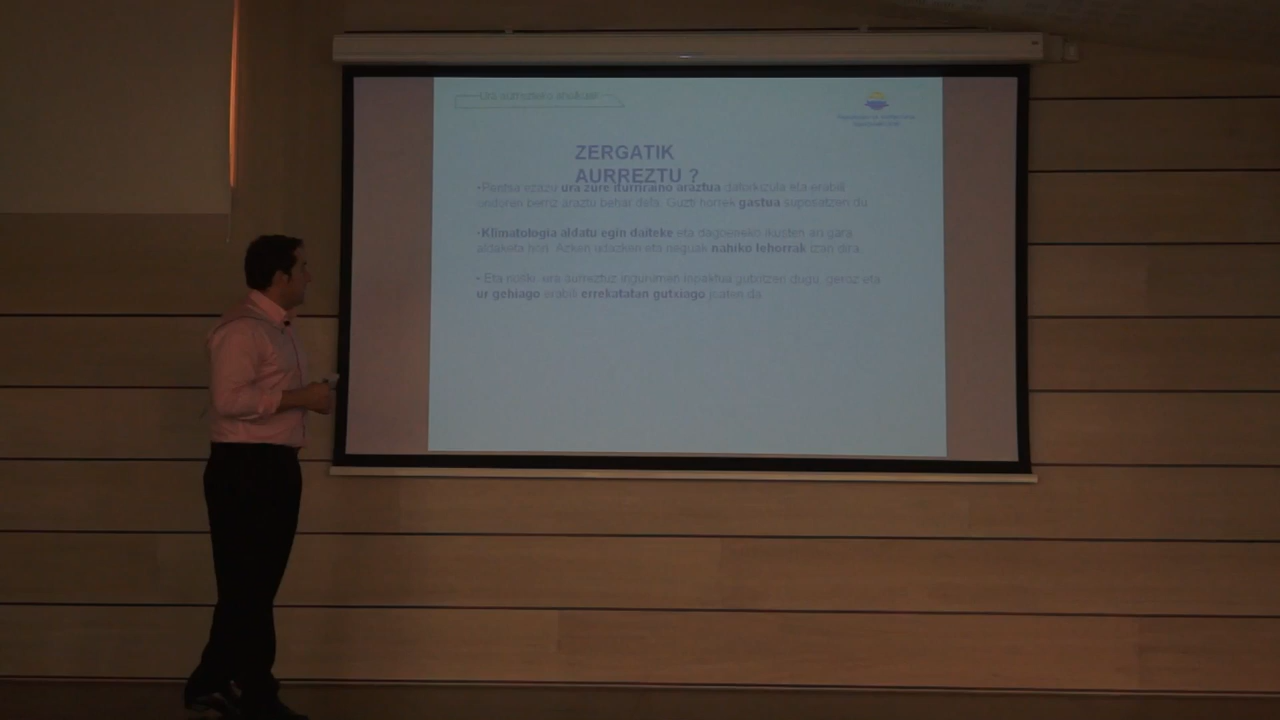 Ura aurrezteko aholkuak
ZERGATIK
AURREZTU ?
•Pentsa ezazu ura zure iturriraino araztua datorkizula eta erabili
ondoren berriz araztu behar dela. Guzti horrek gastua suposatzen du
•Klimatologia aldatu egin daiteke eta dagoeneko ikusten ari gara
aldaketa hori. Azken udazken eta neguak nahiko lehorrak izan dira.
• Eta noski, ura aurreztuz ingurumen inpaktua gutxitzen dugu, geroz eta
ur gehiago erabili errekatatan gutxiago joaten da